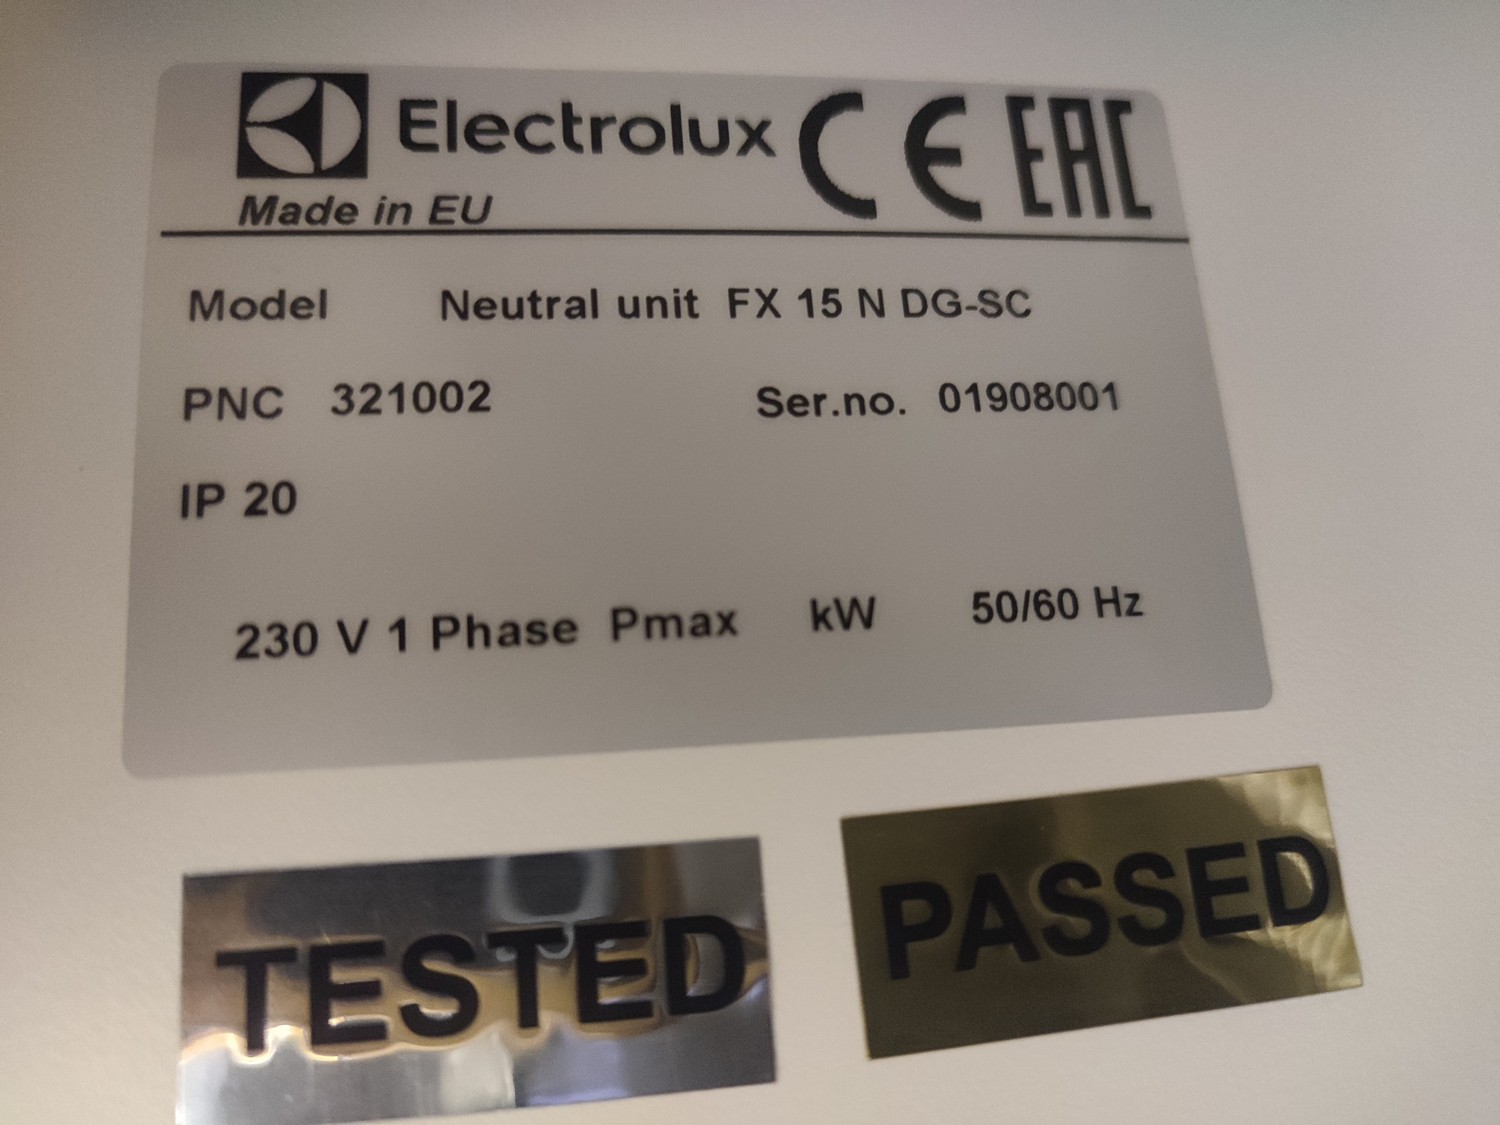 Electrolux CE EAC
Made in EU
Model Neutral unit FX 15 N DG-SC
PNC 321002 Ser.no. 01908001
IP 20
230 V 1 Phase Pmax kW 50/60 Hz
TESTED
PASSED